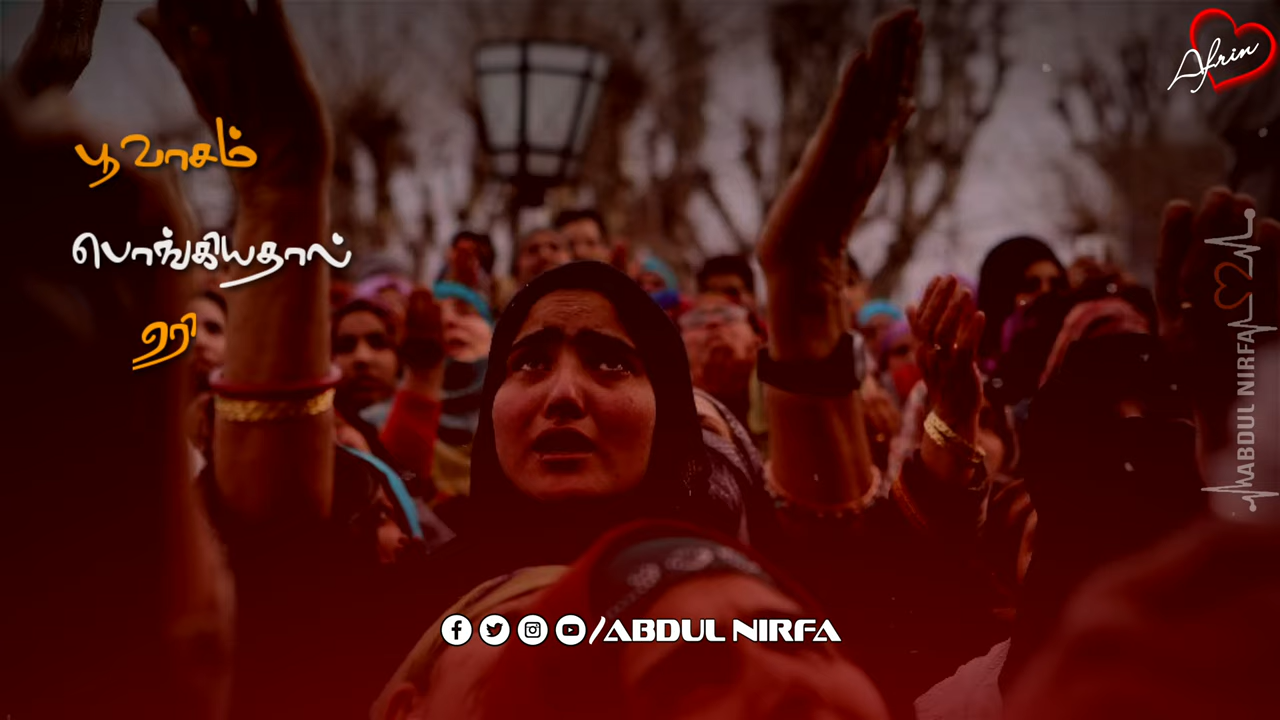 பூ வாசம்
பொங்கியதால்
ஏரி
Afrin
ABDUL NIRFA
/ABDUL NIRFA